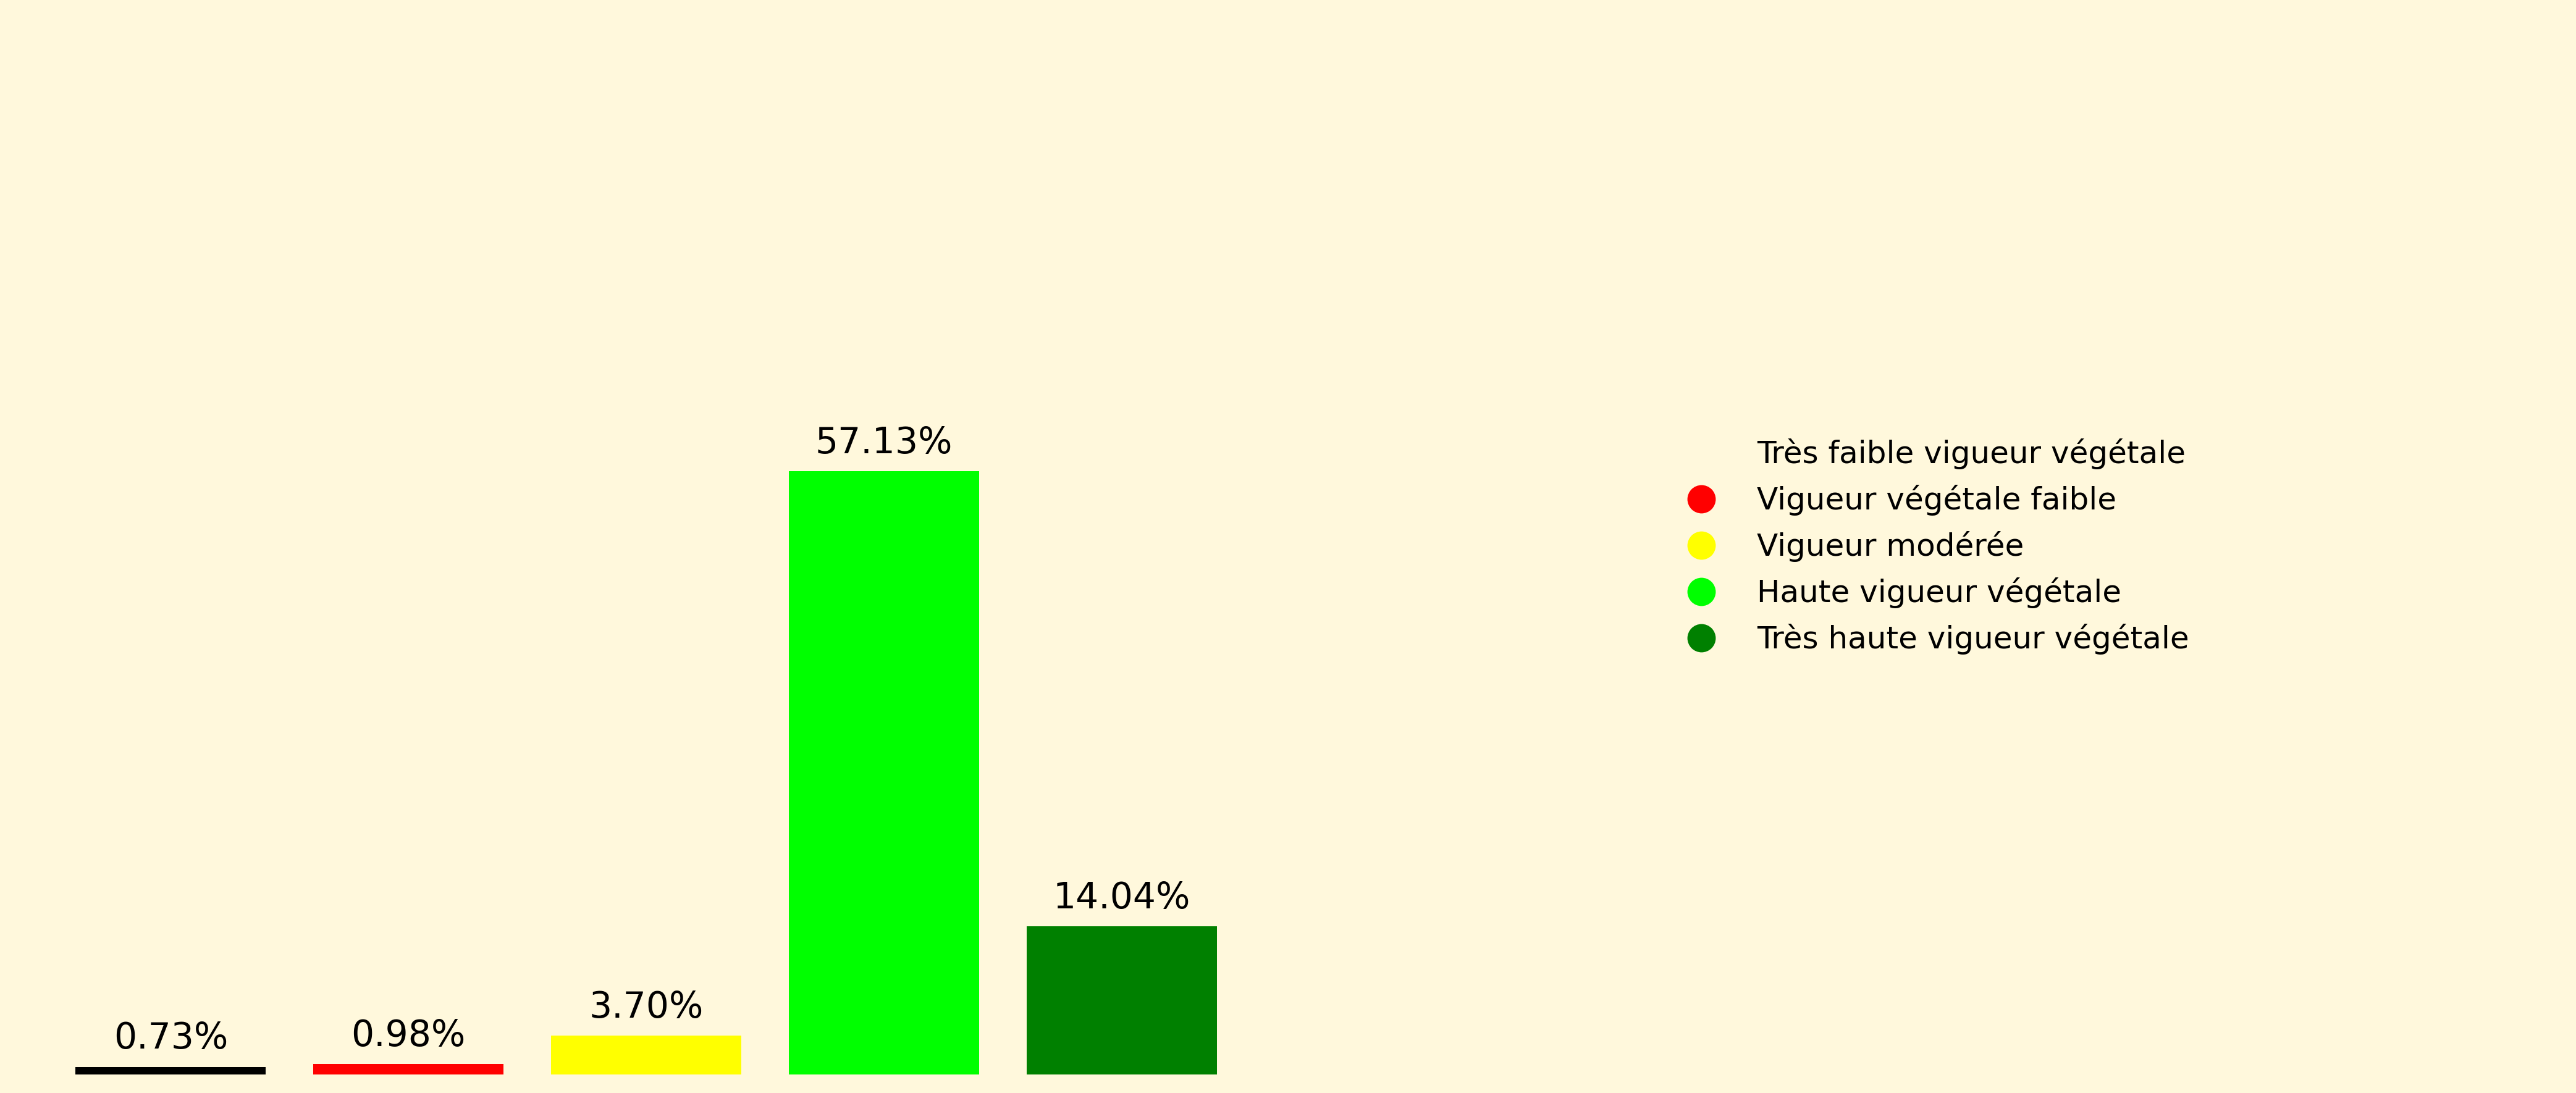 57.13%
14.04%
3.70%
0.98%
0.73%
Très faible vigueur végétale
Vigueur végétale faible
Vigueur modérée
Haute vigueur végétale
Très haute vigueur végétale